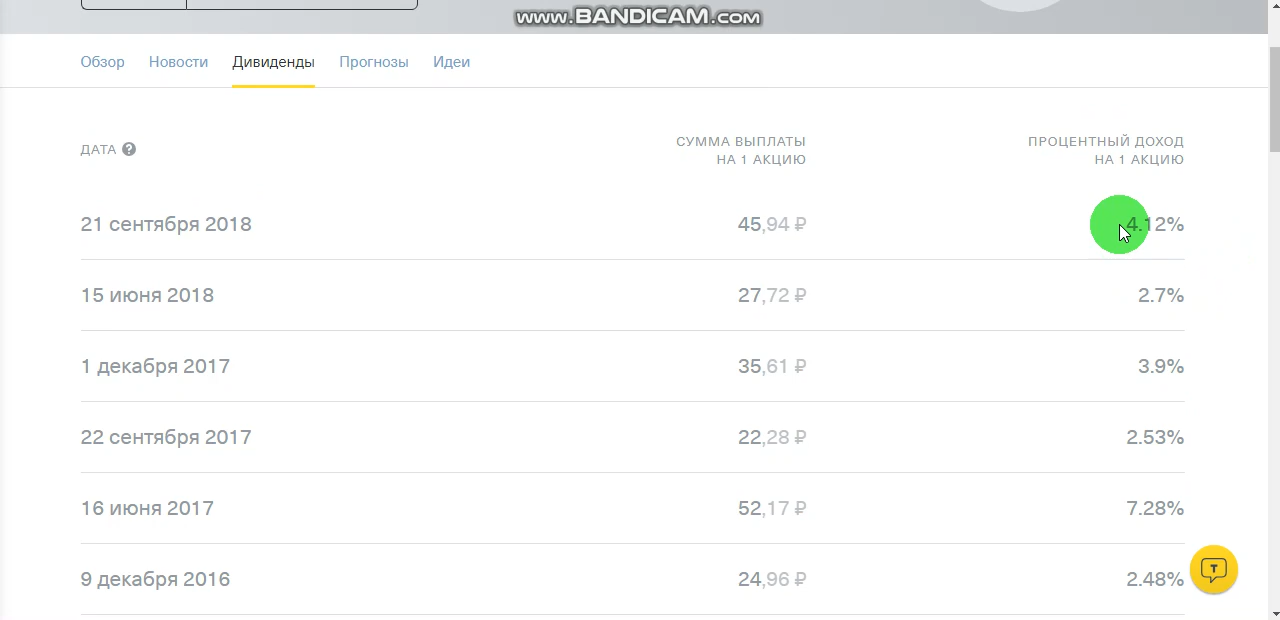 www.BANDICAM.com
Обзор Новости Дивиденды Прогнозы Идеи
ДАТА ?
СУММА ВЫПЛАТЫ
НА 1 АКЦИЮ
ПРОЦЕНТНЫЙ ДОХОД
НА 1 АКЦИЮ
21 сентября 2018 45,94 ₽ 4.12%
15 июня 2018 27,72 ₽ 2.7%
1 декабря 2017 35,61 ₽ 3.9%
22 сентября 2017 22,28 ₽ 2.53%
16 июня 2017 52,17 ₽ 7.28%
9 декабря 2016 24,96 ₽ 2.48%
T